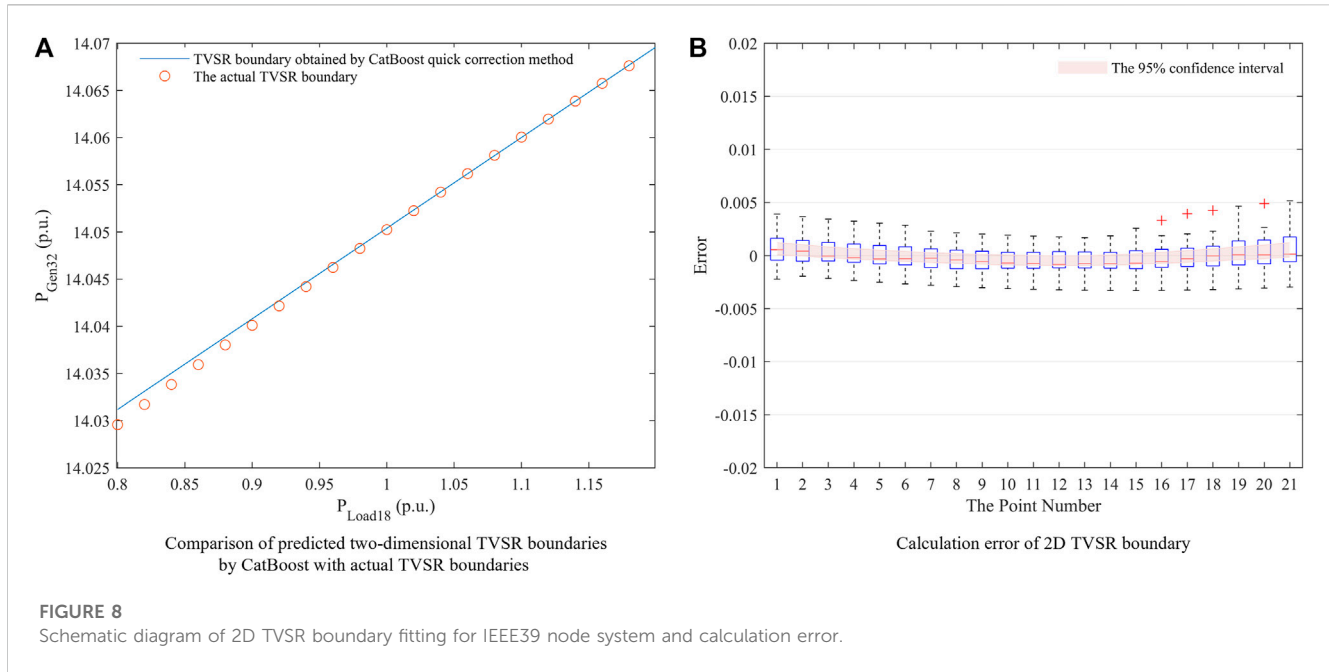 A
TVSR boundary obtained by CatBoost quick correction method
The actual TVSR boundary
14.07
14.065
14.06
14.055
14.05
14.045
14.04
14.035
14.03
14.025
P_Gen32 (p.u.)
0.8 0.85 0.9 0.95 1 1.05 1.1 1.15
P_Load18 (p.u.)
Comparison of predicted two-dimensional TVSR boundaries
by CatBoost with actual TVSR boundaries
B
The 95% confidence interval
0.02
0.015
0.01
0.005
0
-0.005
-0.01
-0.015
-0.02
Error
1 2 3 4 5 6 7 8 9 10 11 12 13 14 15 16 17 18 19 20 21
The Point Number
Calculation error of 2D TVSR boundary
FIGURE 8
Schematic diagram of 2D TVSR boundary fitting for IEEE39 node system and calculation error.